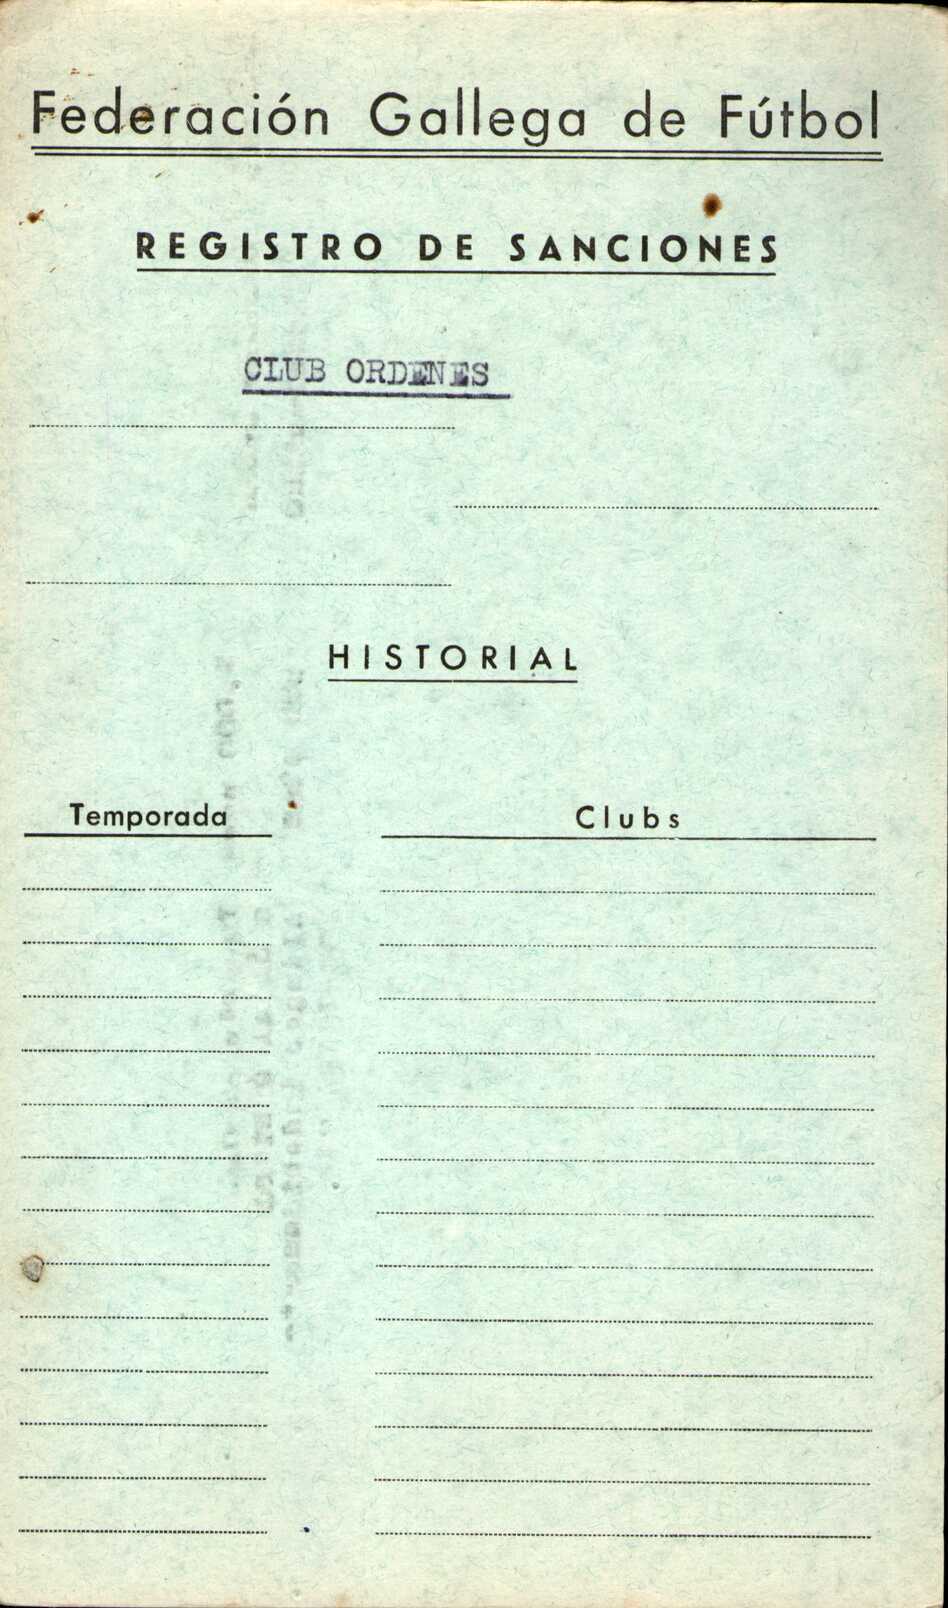 Federación Gallega de Fútbol
REGISTRO DE SANCIONES
CLUB ORDENES
HISTORIAL
Temporada Clubs